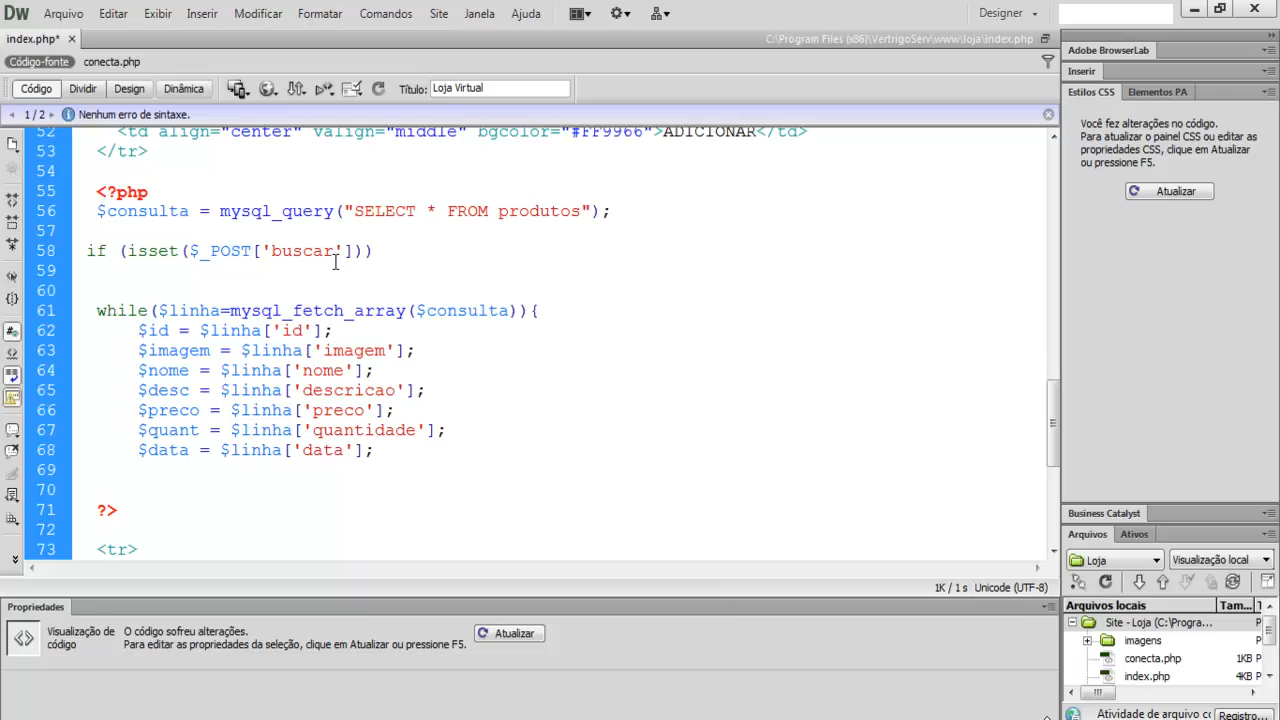 DW Arquivo Editar Exibir Inserir Modificar Formatar Comandos Site Janela Ajuda Designer
index.php* C:\Program Files (x86)\VertrigoServ\www\loja\index.php
Código-fonte conecta.php
Código Dividir Design Dinâmica Título: Loja Virtual
1 / 2 Nenhum erro de sintaxe.
52 <td align="center" valign="middle" bgcolor="#FF9966">ADICIONAR</td>
53 </tr>
54
55 <?php
56 $consulta = mysql_query("SELECT * FROM produtos");
57
58 if (isset($_POST['buscar']))
59
60
61 while($linha=mysql_fetch_array($consulta)){
62 $id = $linha['id'];
63 $imagem = $linha['imagem'];
64 $nome = $linha['nome'];
65 $desc = $linha['descricao'];
66 $preco = $linha['preco'];
67 $quant = $linha['quantidade'];
68 $data = $linha['data'];
69
70
71 ?>
72
73 <tr>
1K / 1 s Unicode (UTF-8)
Propriedades
Visualização de código
O código sofreu alterações.
Para editar as propriedades da seleção, clique em Atualizar ou pressione F5.
Atualizar
Adobe BrowserLab
Inserir
Estilos CSS Elementos PA
Você fez alterações no código.
Para atualizar o painel CSS ou editar as
propriedades CSS, clique em Atualizar
ou pressione F5.
Atualizar
Business Catalyst
Arquivos Ativos
Loja Visualização local
Arquivos locais Tam... T
Site - Loja (C:\Progra... P
imagens P
conecta.php 1KB P
index.php 4KB P
Atividade de arquivo cc Registro...